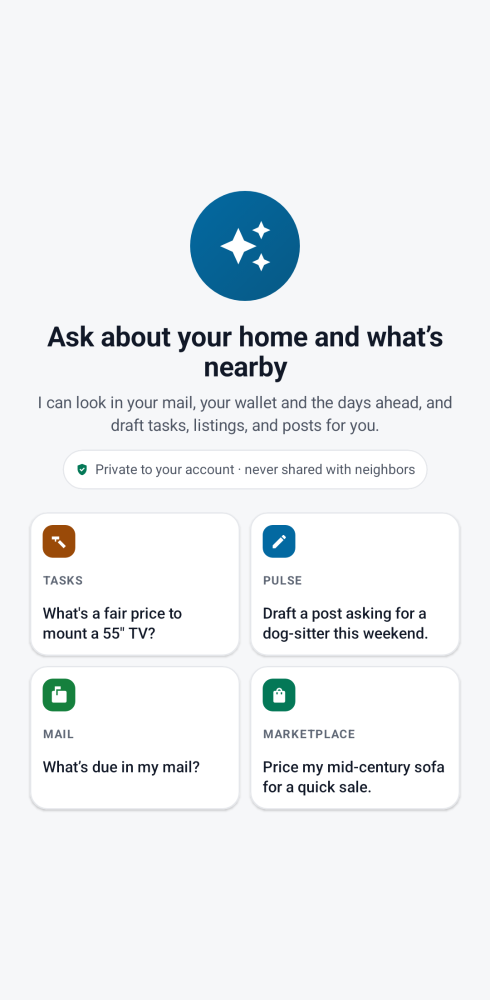 Ask about your home and what’s
nearby
I can look in your mail, your wallet and the days ahead, and
draft tasks, listings, and posts for you.
Private to your account · never shared with neighbors
TASKS
What's a fair price to
mount a 55" TV?
PULSE
Draft a post asking for a
dog-sitter this weekend.
MAIL
What’s due in my mail?
MARKETPLACE
Price my mid-century sofa
for a quick sale.